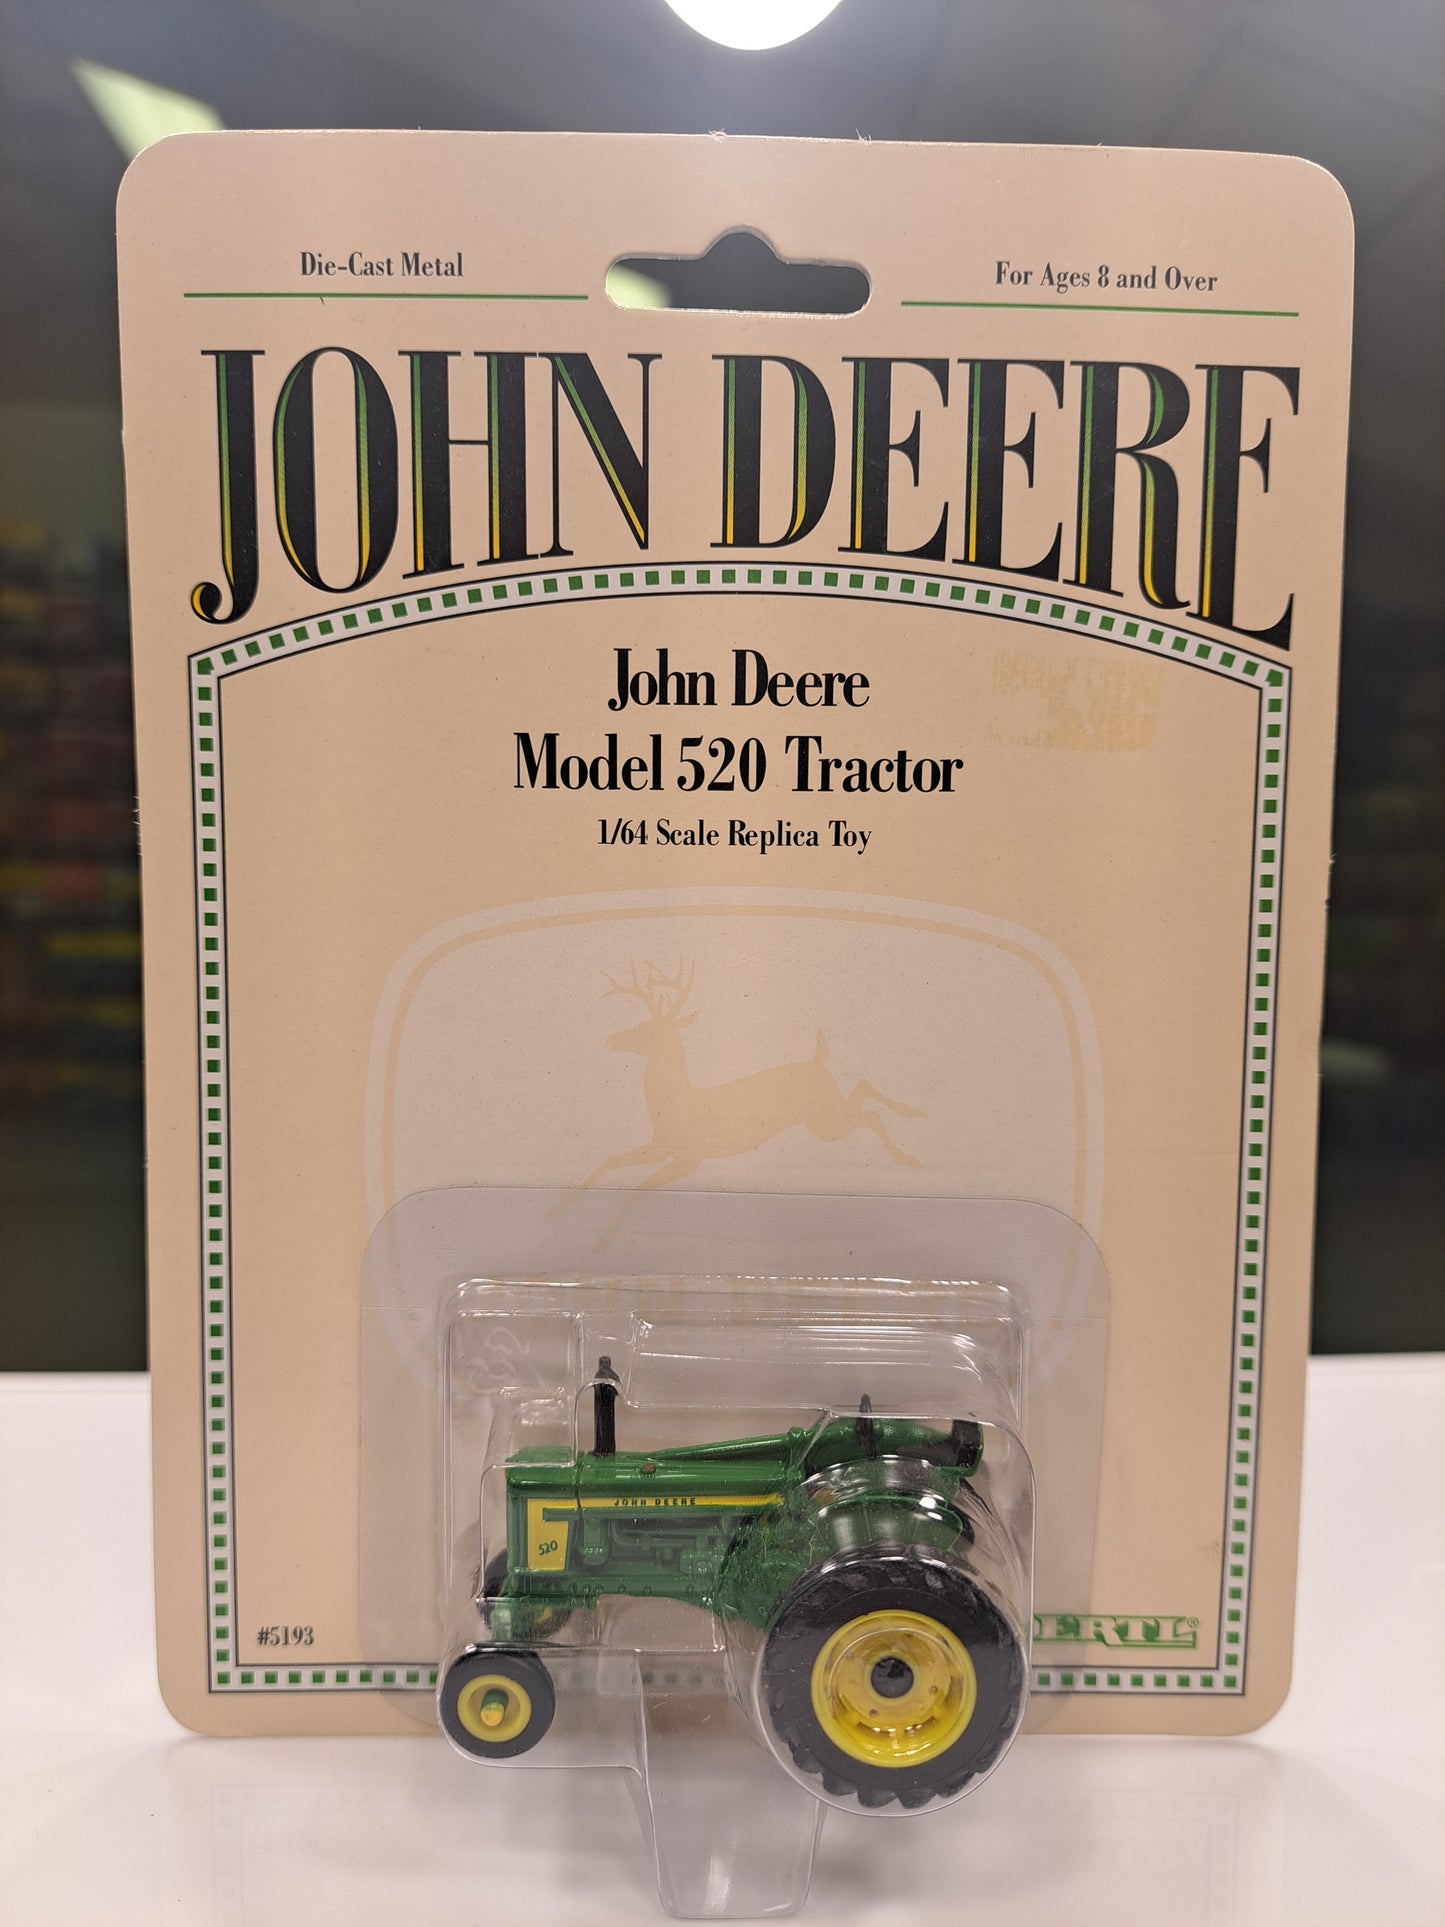 Die-Cast Metal
For Ages 8 and Over
JOHN DEERE
John Deere
Model 520 Tractor
1/64 Scale Replica Toy
JOHN DEERE
520
#5193
ERTL®